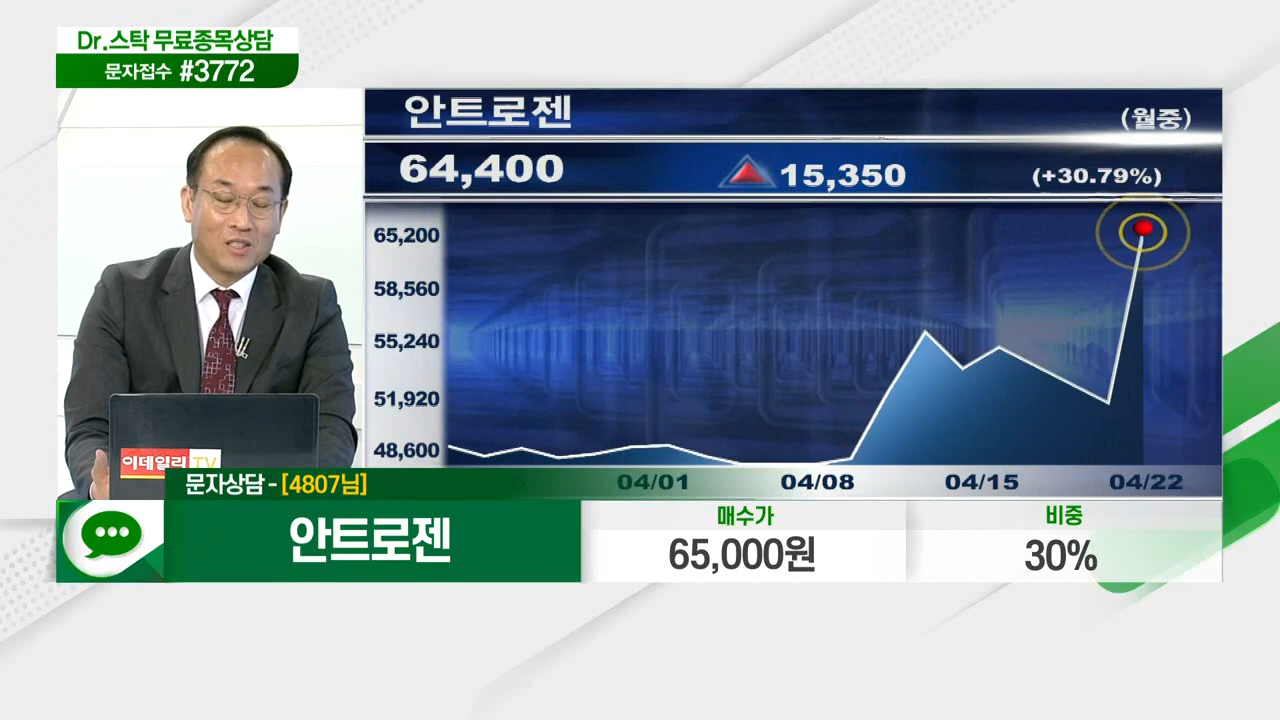 Dr.스탁 무료종목상담
문자접수 #3772
안트로젠
(월중)
64,400
15,350
(+30.79%)
65,200
58,560
55,240
51,920
48,600
04/01
04/08
04/15
04/22
이데일리 TV
문자상담 - [4807님]
안트로젠
매수가
65,000원
비중
30%